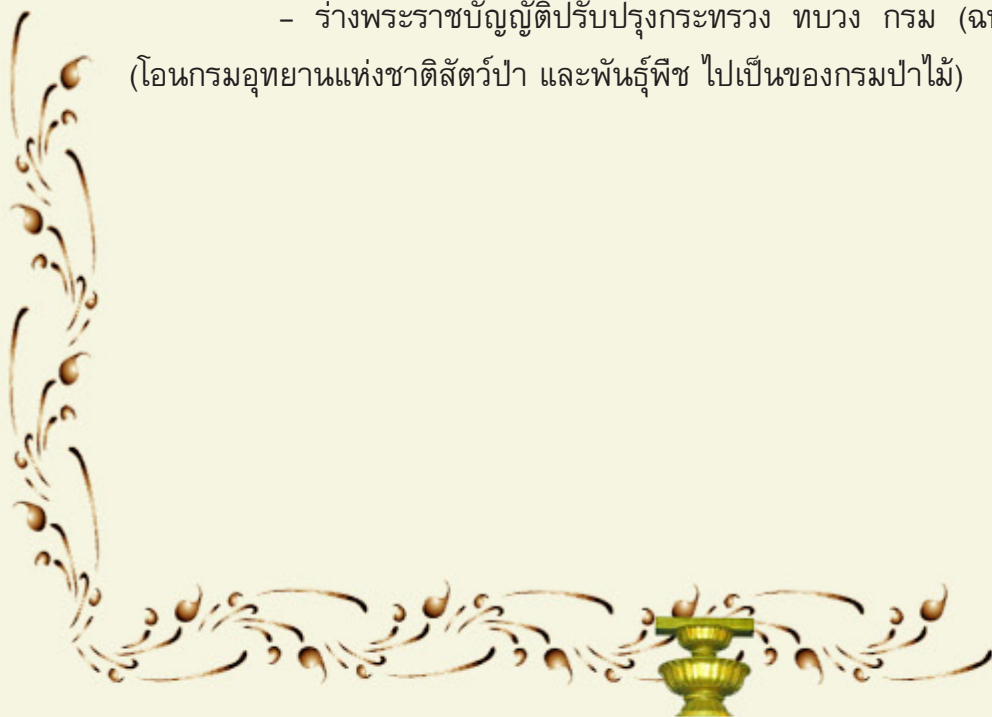 - ร่างพระราชบัญญัติปรับปรุงกระทรวง ทบวง กรม
(โอนกรมอุทยานแห่งชาติสัตว์ป่า และพันธุ์พืช ไปเป็นของกรมป่าไม้)